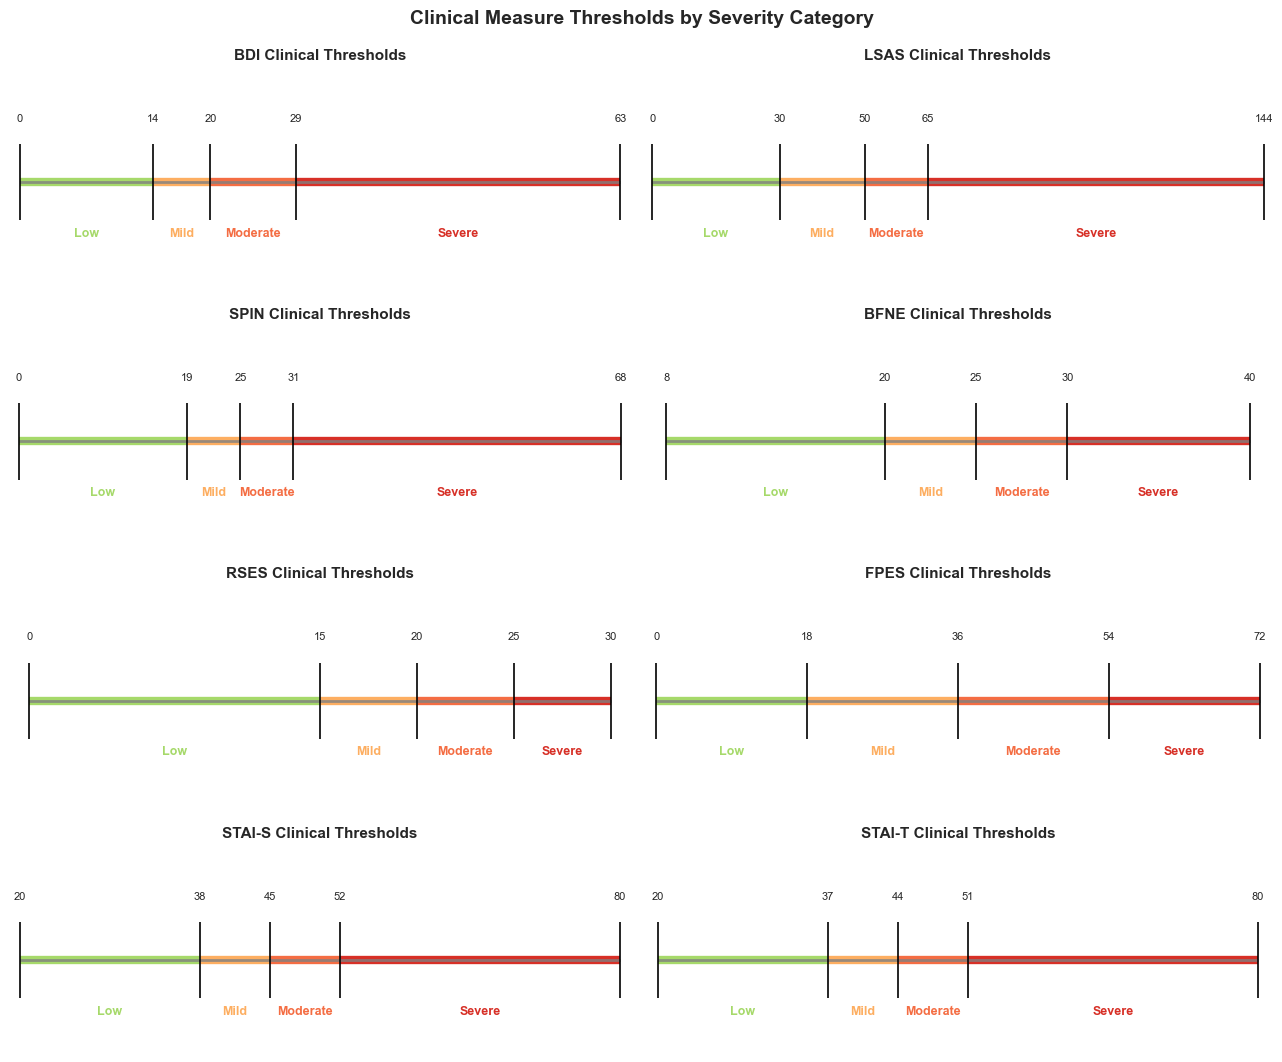 Clinical Measure Thresholds by Severity Category
BDI Clinical Thresholds
0 14 20 29 63
Low Mild Moderate Severe
LSAS Clinical Thresholds
0 30 50 65 144
Low Mild Moderate Severe
SPIN Clinical Thresholds
0 19 25 31 68
Low Mild Moderate Severe
BFNE Clinical Thresholds
8 20 25 30 40
Low Mild Moderate Severe
RSES Clinical Thresholds
0 15 20 25 30
Low Mild Moderate Severe
FPES Clinical Thresholds
0 18 36 54 72
Low Mild Moderate Severe
STAI-S Clinical Thresholds
20 38 45 52 80
Low Mild Moderate Severe
STAI-T Clinical Thresholds
20 37 44 51 80
Low Mild Moderate Severe